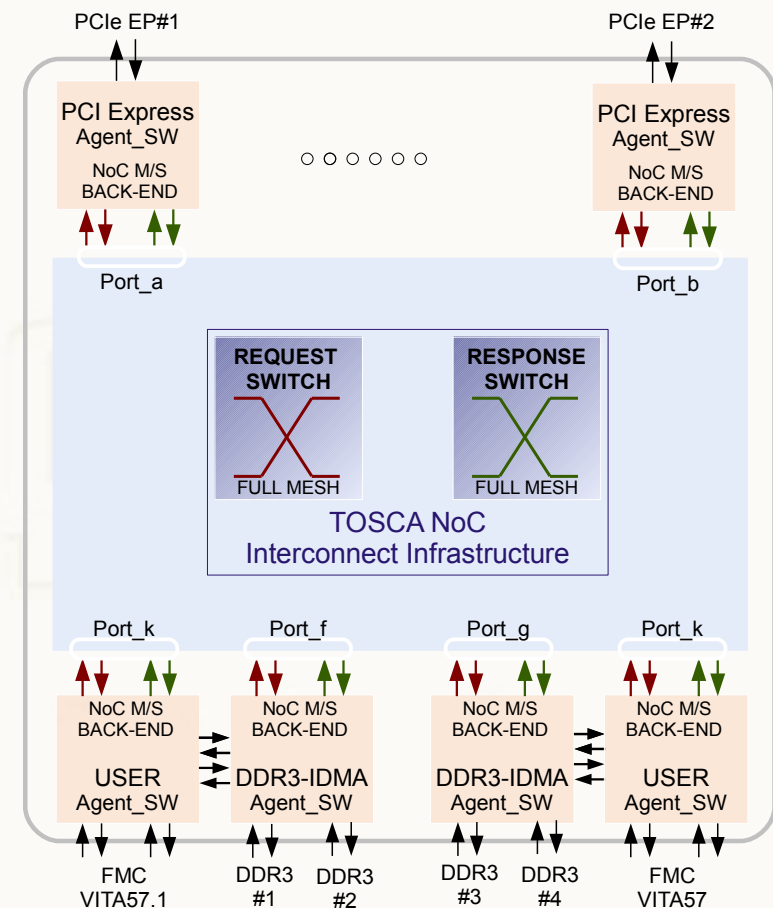 PCIe EP#1
PCIe EP#2
PCI Express
Agent_SW
NoC M/S
BACK-END
PCI Express
Agent_SW
NoC M/S
BACK-END
Port_a
Port_b
REQUEST
SWITCH
FULL MESH
RESPONSE
SWITCH
FULL MESH
TOSCA NoC
Interconnect Infrastructure
Port_k
Port_f
Port_g
Port_k
NoC M/S
BACK-END
USER
Agent_SW
NoC M/S
BACK-END
DDR3-IDMA
Agent_SW
NoC M/S
BACK-END
DDR3-IDMA
Agent_SW
NoC M/S
BACK-END
USER
Agent_SW
FMC
VITA57.1
DDR3
#1
DDR3
#2
DDR3
#3
DDR3
#4
FMC
VITA57